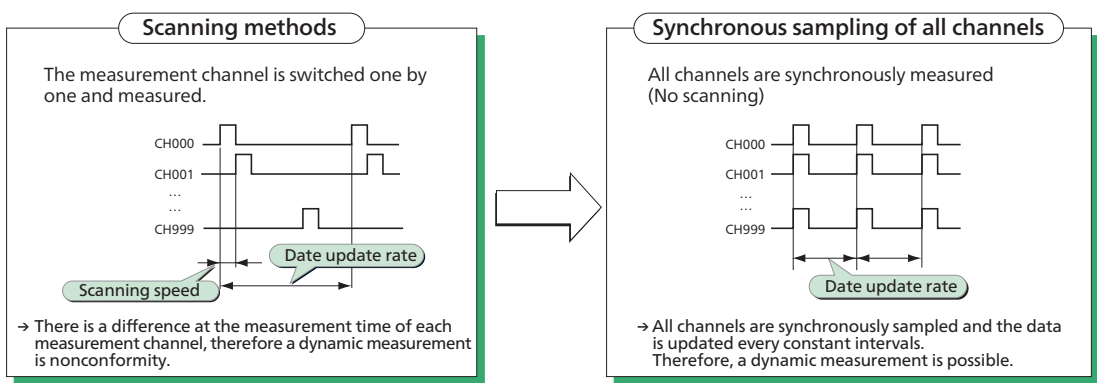 Scanning methods
The measurement channel is switched one by
one and measured.
CH000
CH001
...
...
CH999
Date update rate
Scanning speed
→ There is a difference at the measurement time of each
measurement channel, therefore a dynamic measurement
is nonconformity.
Synchronous sampling of all channels
All channels are synchronously measured
(No scanning)
CH000
CH001
...
...
CH999
Date update rate
→ All channels are synchronously sampled and the data
is updated every constant intervals.
Therefore, a dynamic measurement is possible.